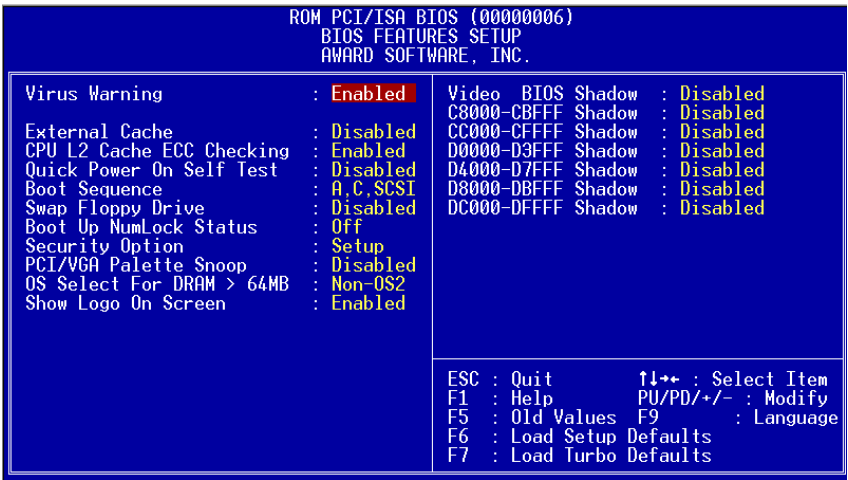 ROM PCI/ISA BIOS (00000006)
BIOS FEATURES SETUP
AWARD SOFTWARE, INC.
Virus Warning : Enabled
External Cache : Disabled
CPU L2 Cache ECC Checking : Enabled
Quick Power On Self Test : Disabled
Boot Sequence : A,C,SCSI
Swap Floppy Drive : Disabled
Boot Up NumLock Status : Off
Security Option : Setup
PCI/VGA Palette Snoop : Disabled
OS Select For DRAM > 64MB : Non-OS2
Show Logo On Screen : Enabled
Video BIOS Shadow : Disabled
C8000-CBFFF Shadow : Disabled
CC000-CFFFF Shadow : Disabled
D0000-D3FFF Shadow : Disabled
D4000-D7FFF Shadow : Disabled
D8000-DBFFF Shadow : Disabled
DC000-DFFFF Shadow : Disabled
ESC : Quit ↑↓→← : Select Item
F1 : Help PU/PD/+/- : Modify
F5 : Old Values F9 : Language
F6 : Load Setup Defaults
F7 : Load Turbo Defaults